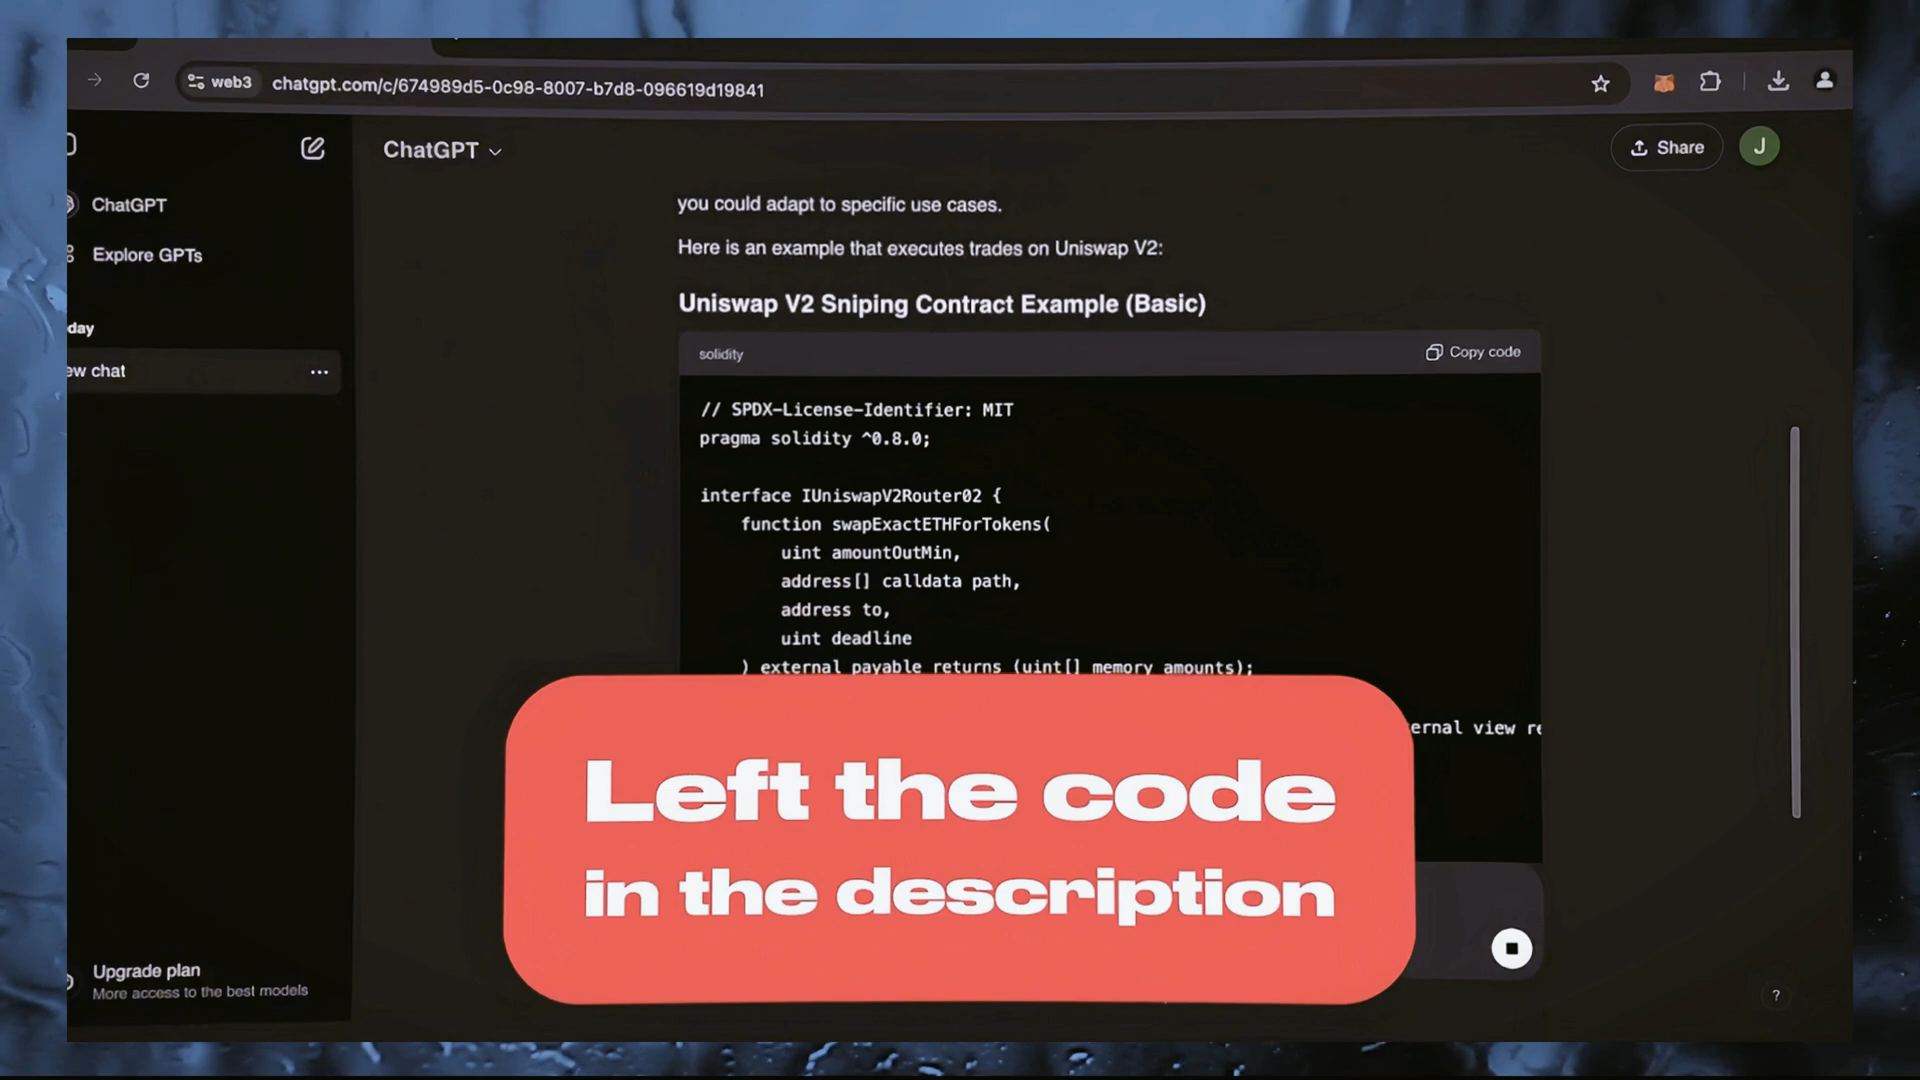 web3
chatgpt.com/c/674989d5-0c98-8007-b7d8-096619d19841
ChatGPT
Share
J
ChatGPT
Explore GPTs
day
ew chat
you could adapt to specific use cases.
Here is an example that executes trades on Uniswap V2:
Uniswap V2 Sniping Contract Example (Basic)
solidity
Copy code
// SPDX-License-Identifier: MIT
pragma solidity ^0.8.0;
interface IUniswapV2Router02 {
function swapExactETHForTokens(
uint amountOutMin,
address[] calldata path,
address to,
uint deadline
) external payable returns (uint[] memory amounts);
ernal view re
Left the code
in the description
Upgrade plan
More access to the best models
?